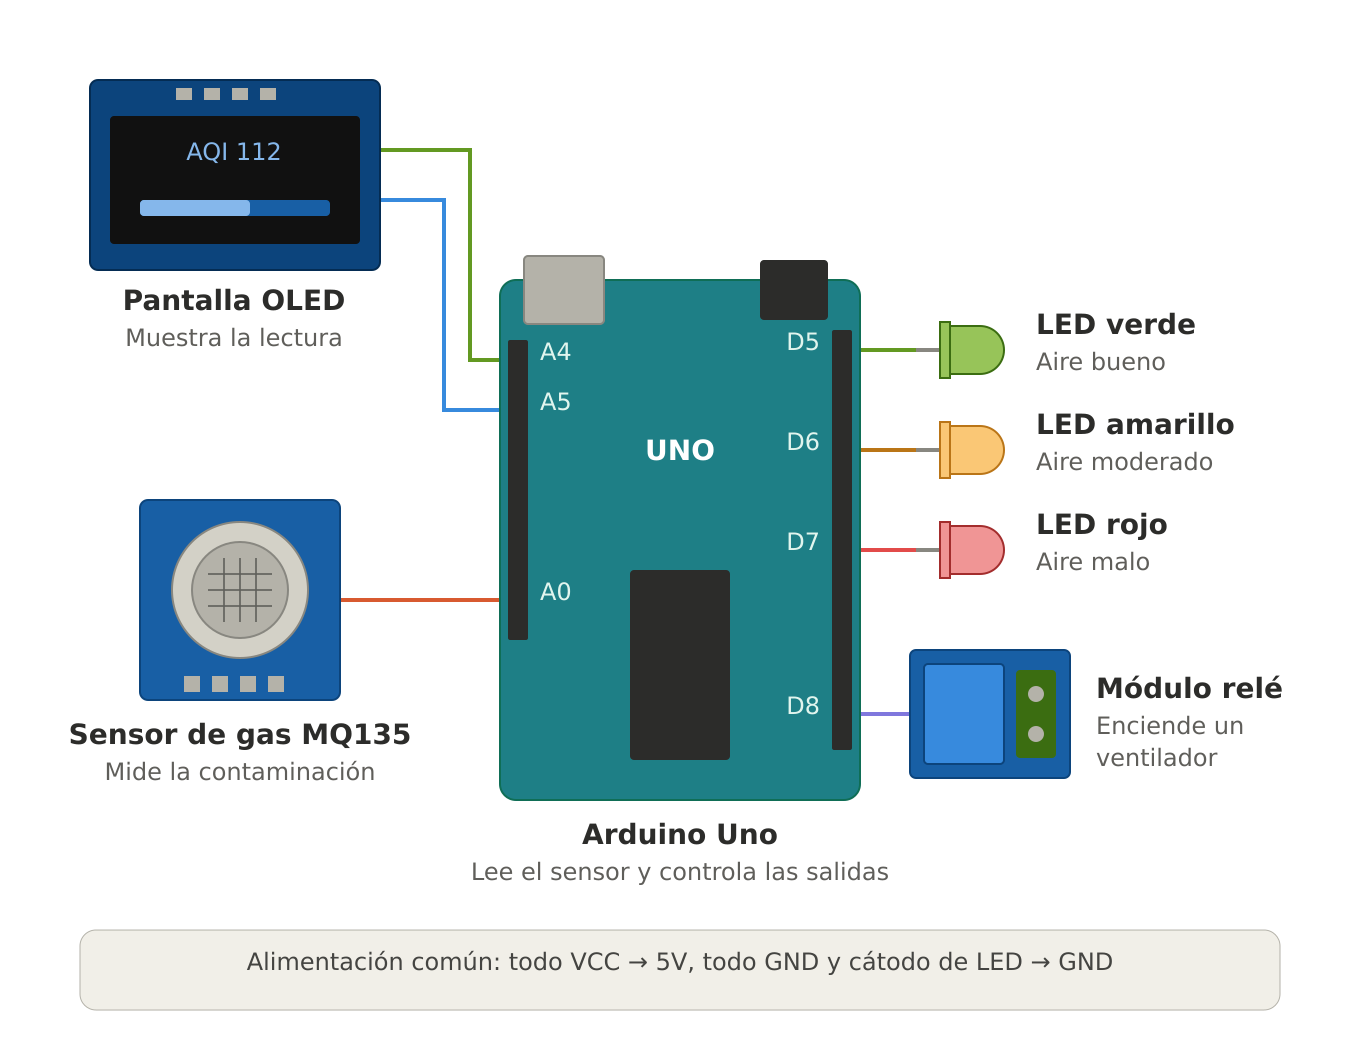 AQI 112
Pantalla OLED
Muestra la lectura
A4
A5
A0
UNO
D5
D6
D7
D8
LED verde
Aire bueno
LED amarillo
Aire moderado
LED rojo
Aire malo
Módulo relé
Enciende un
ventilador
Sensor de gas MQ135
Mide la contaminación
Arduino Uno
Lee el sensor y controla las salidas
Alimentación común: todo VCC → 5V, todo GND y cátodo de LED → GND